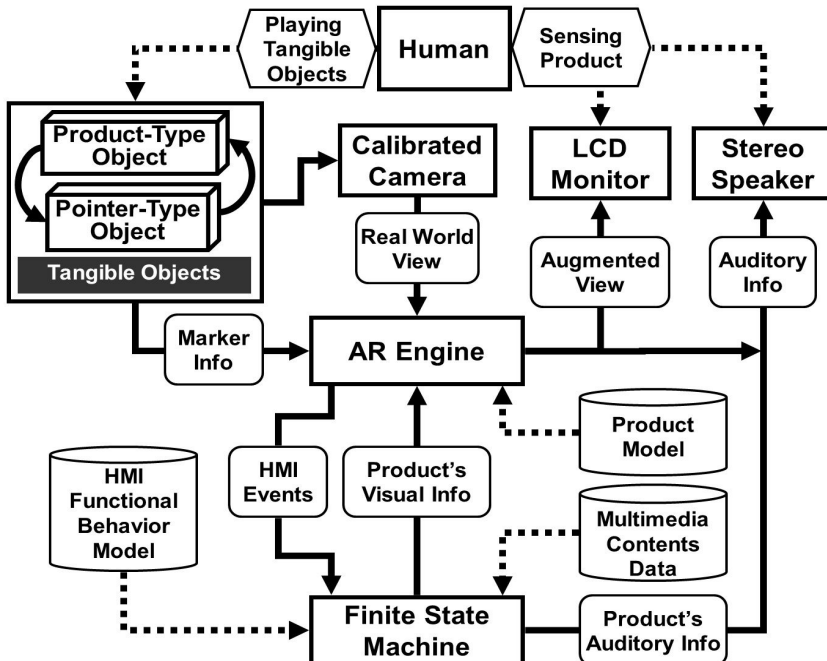 Playing
Tangible
Objects
Human
Sensing
Product
Product-Type
Object
Pointer-Type
Object
Tangible Objects
Calibrated
Camera
LCD
Monitor
Stereo
Speaker
Real World
View
Augmented
View
Auditory
Info
Marker
Info
AR Engine
Product
Model
HMI
Functional
Behavior
Model
HMI
Events
Product's
Visual Info
Multimedia
Contents
Data
Finite State
Machine
Product's
Auditory Info